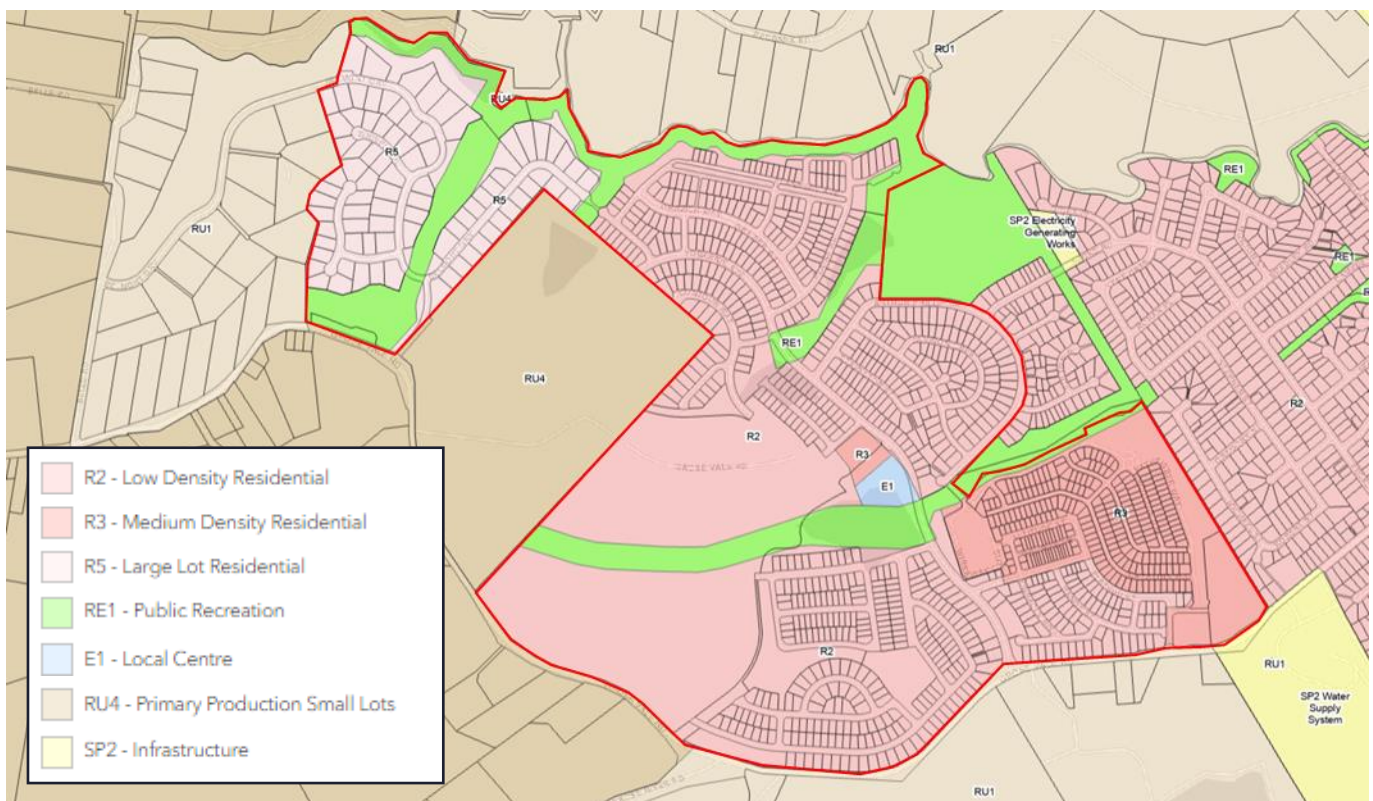 RU1
RU4
R5
RE1
SP2 Electricity
Generating
Works
R5
RU1
RE1
RE1
RU4
R2
R2
R3
E1
R3
R2
RU1
SP2 Water
Supply
System
RU1
R2 - Low Density Residential
R3 - Medium Density Residential
R5 - Large Lot Residential
RE1 - Public Recreation
E1 - Local Centre
RU4 - Primary Production Small Lots
SP2 - Infrastructure